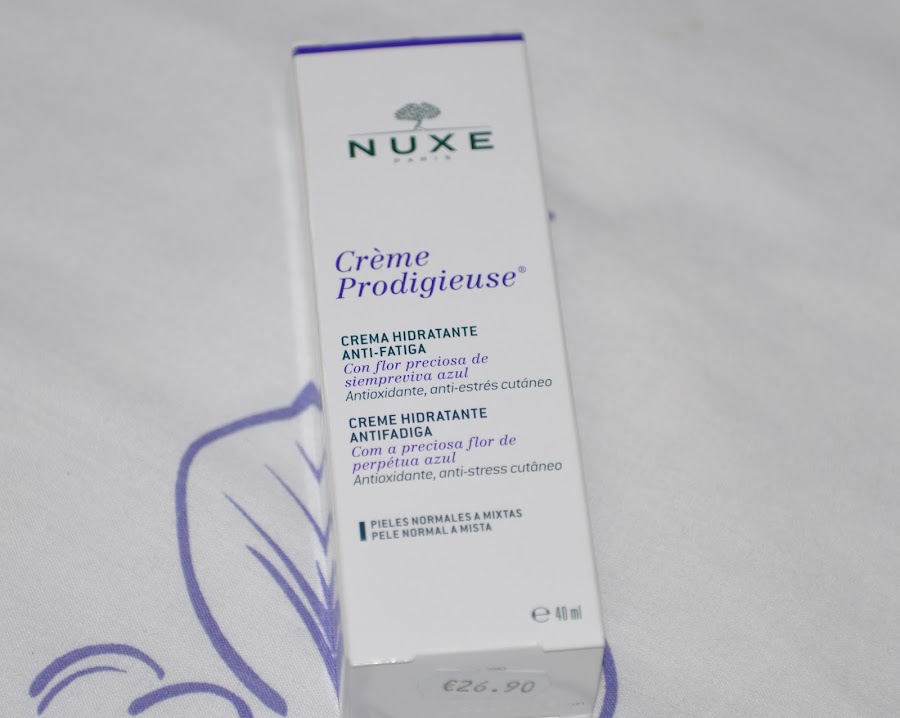 NUXE
PARIS
Crème
Prodigieuse®
CREMA HIDRATANTE
ANTI-FATIGA
Con flor preciosa de
siempreviva azul
Antioxidante, anti-estrés cutáneo
CREME HIDRATANTE
ANTIFADIGA
Com a preciosa flor de
perpétua azul
Antioxidante, anti-stress cutâneo
PIELES NORMALES A MIXTAS
PELE NORMAL A MISTA
℮ 40 ml
€26.90